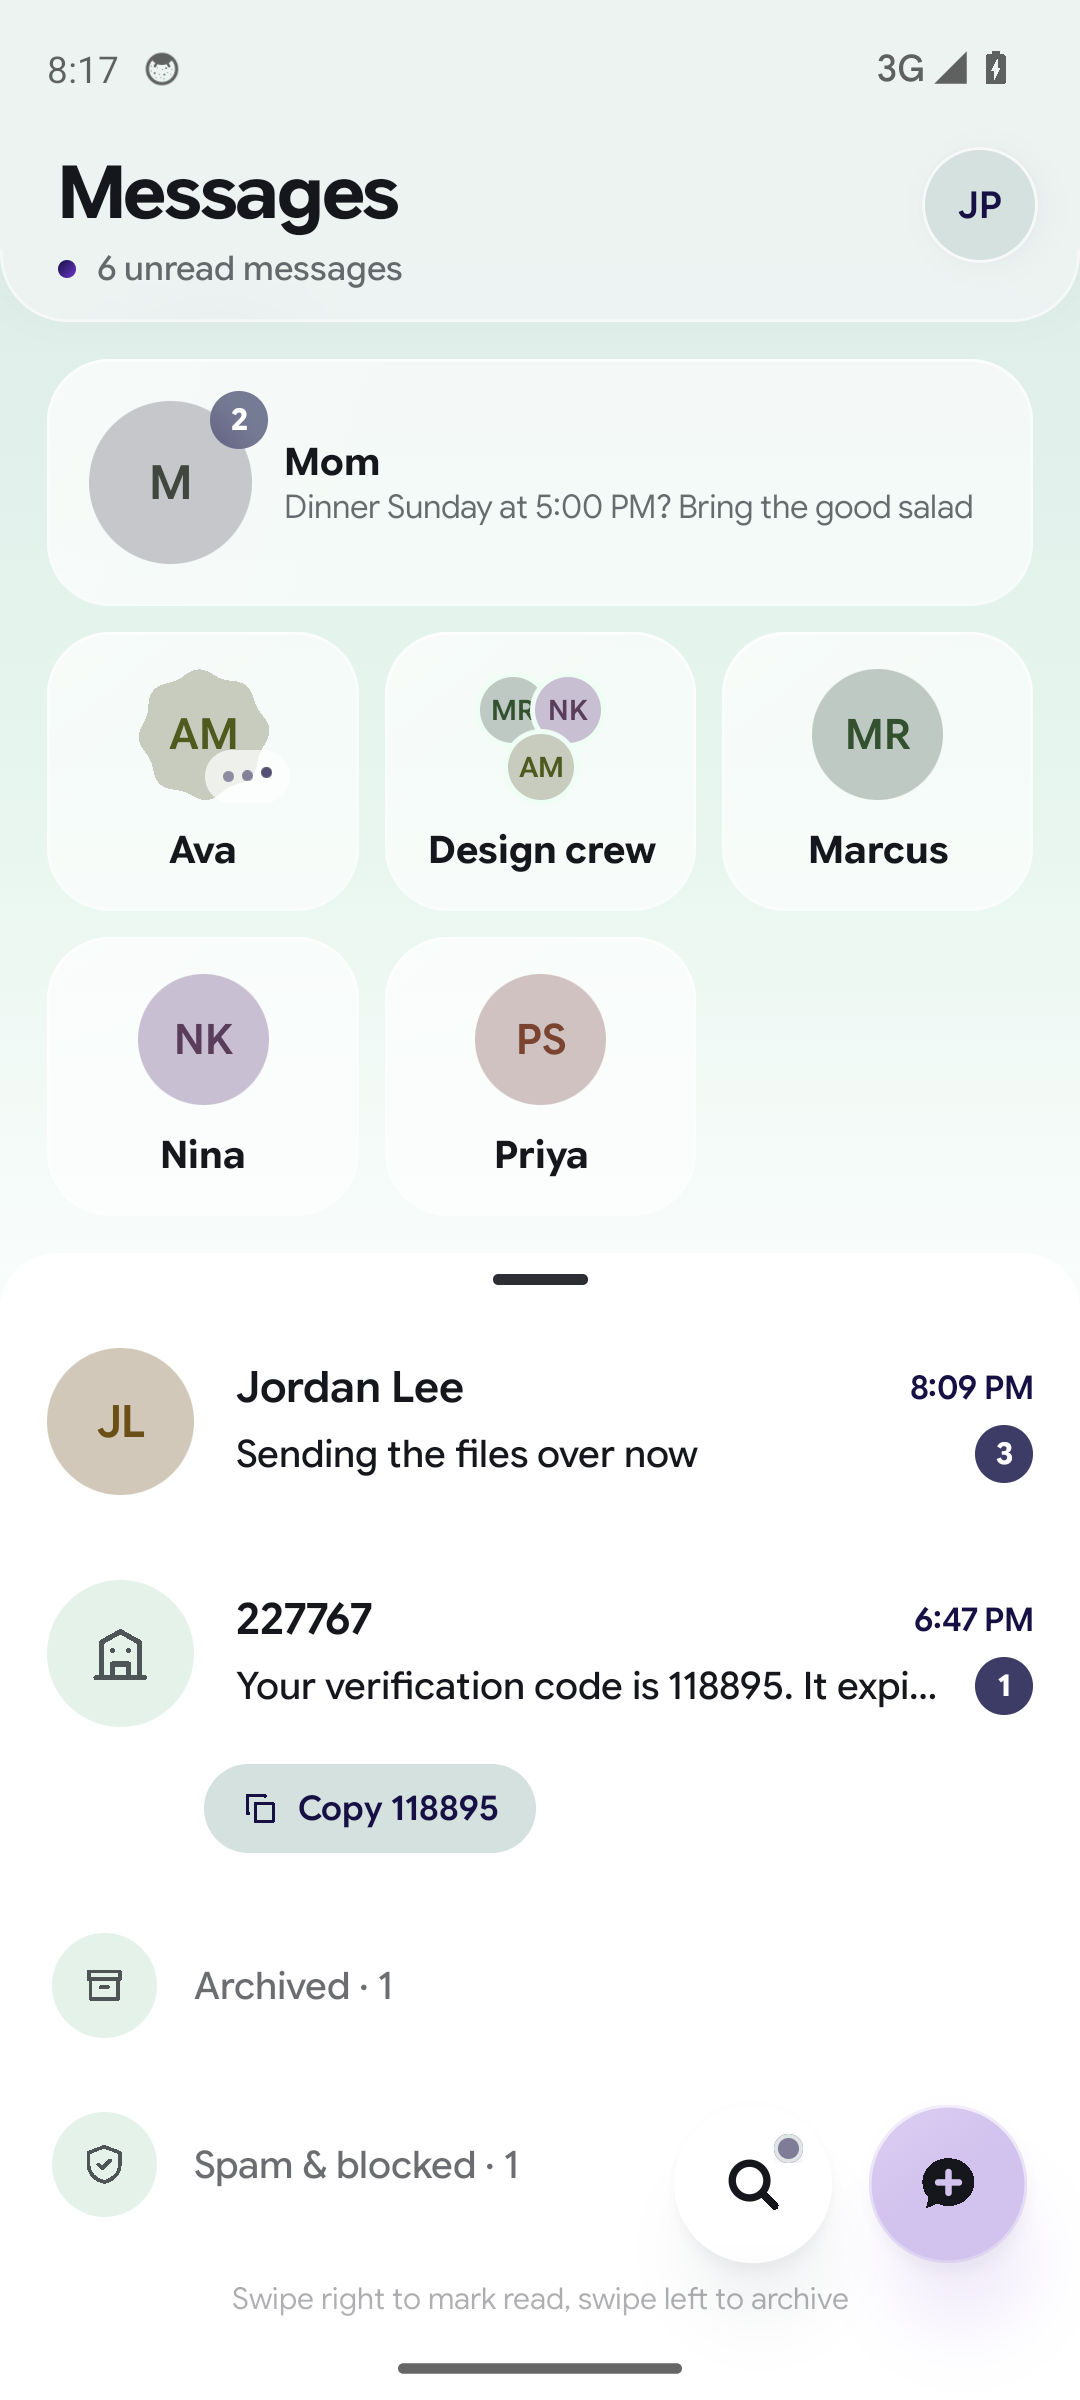 8:17
3G
Messages
JP
6 unread messages
2
M
Mom
Dinner Sunday at 5:00 PM? Bring the good salad
AM
Ava
MR NK
AM
Design crew
MR
Marcus
NK
Nina
PS
Priya
JL
Jordan Lee
8:09 PM
Sending the files over now
3
227767
6:47 PM
Your verification code is 118895. It expi...
1
Copy 118895
Archived · 1
Spam & blocked · 1
Swipe right to mark read, swipe left to archive